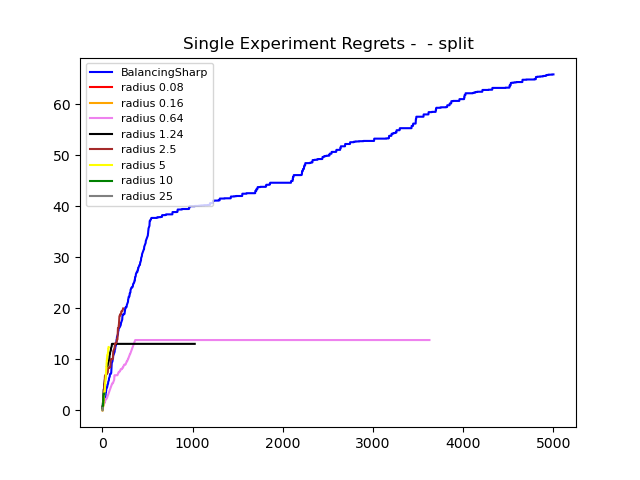 Single Experiment Regrets -  - split
BalancingSharp
radius 0.08
radius 0.16
radius 0.64
radius 1.24
radius 2.5
radius 5
radius 10
radius 25
60
50
40
30
20
10
0
0 1000 2000 3000 4000 5000